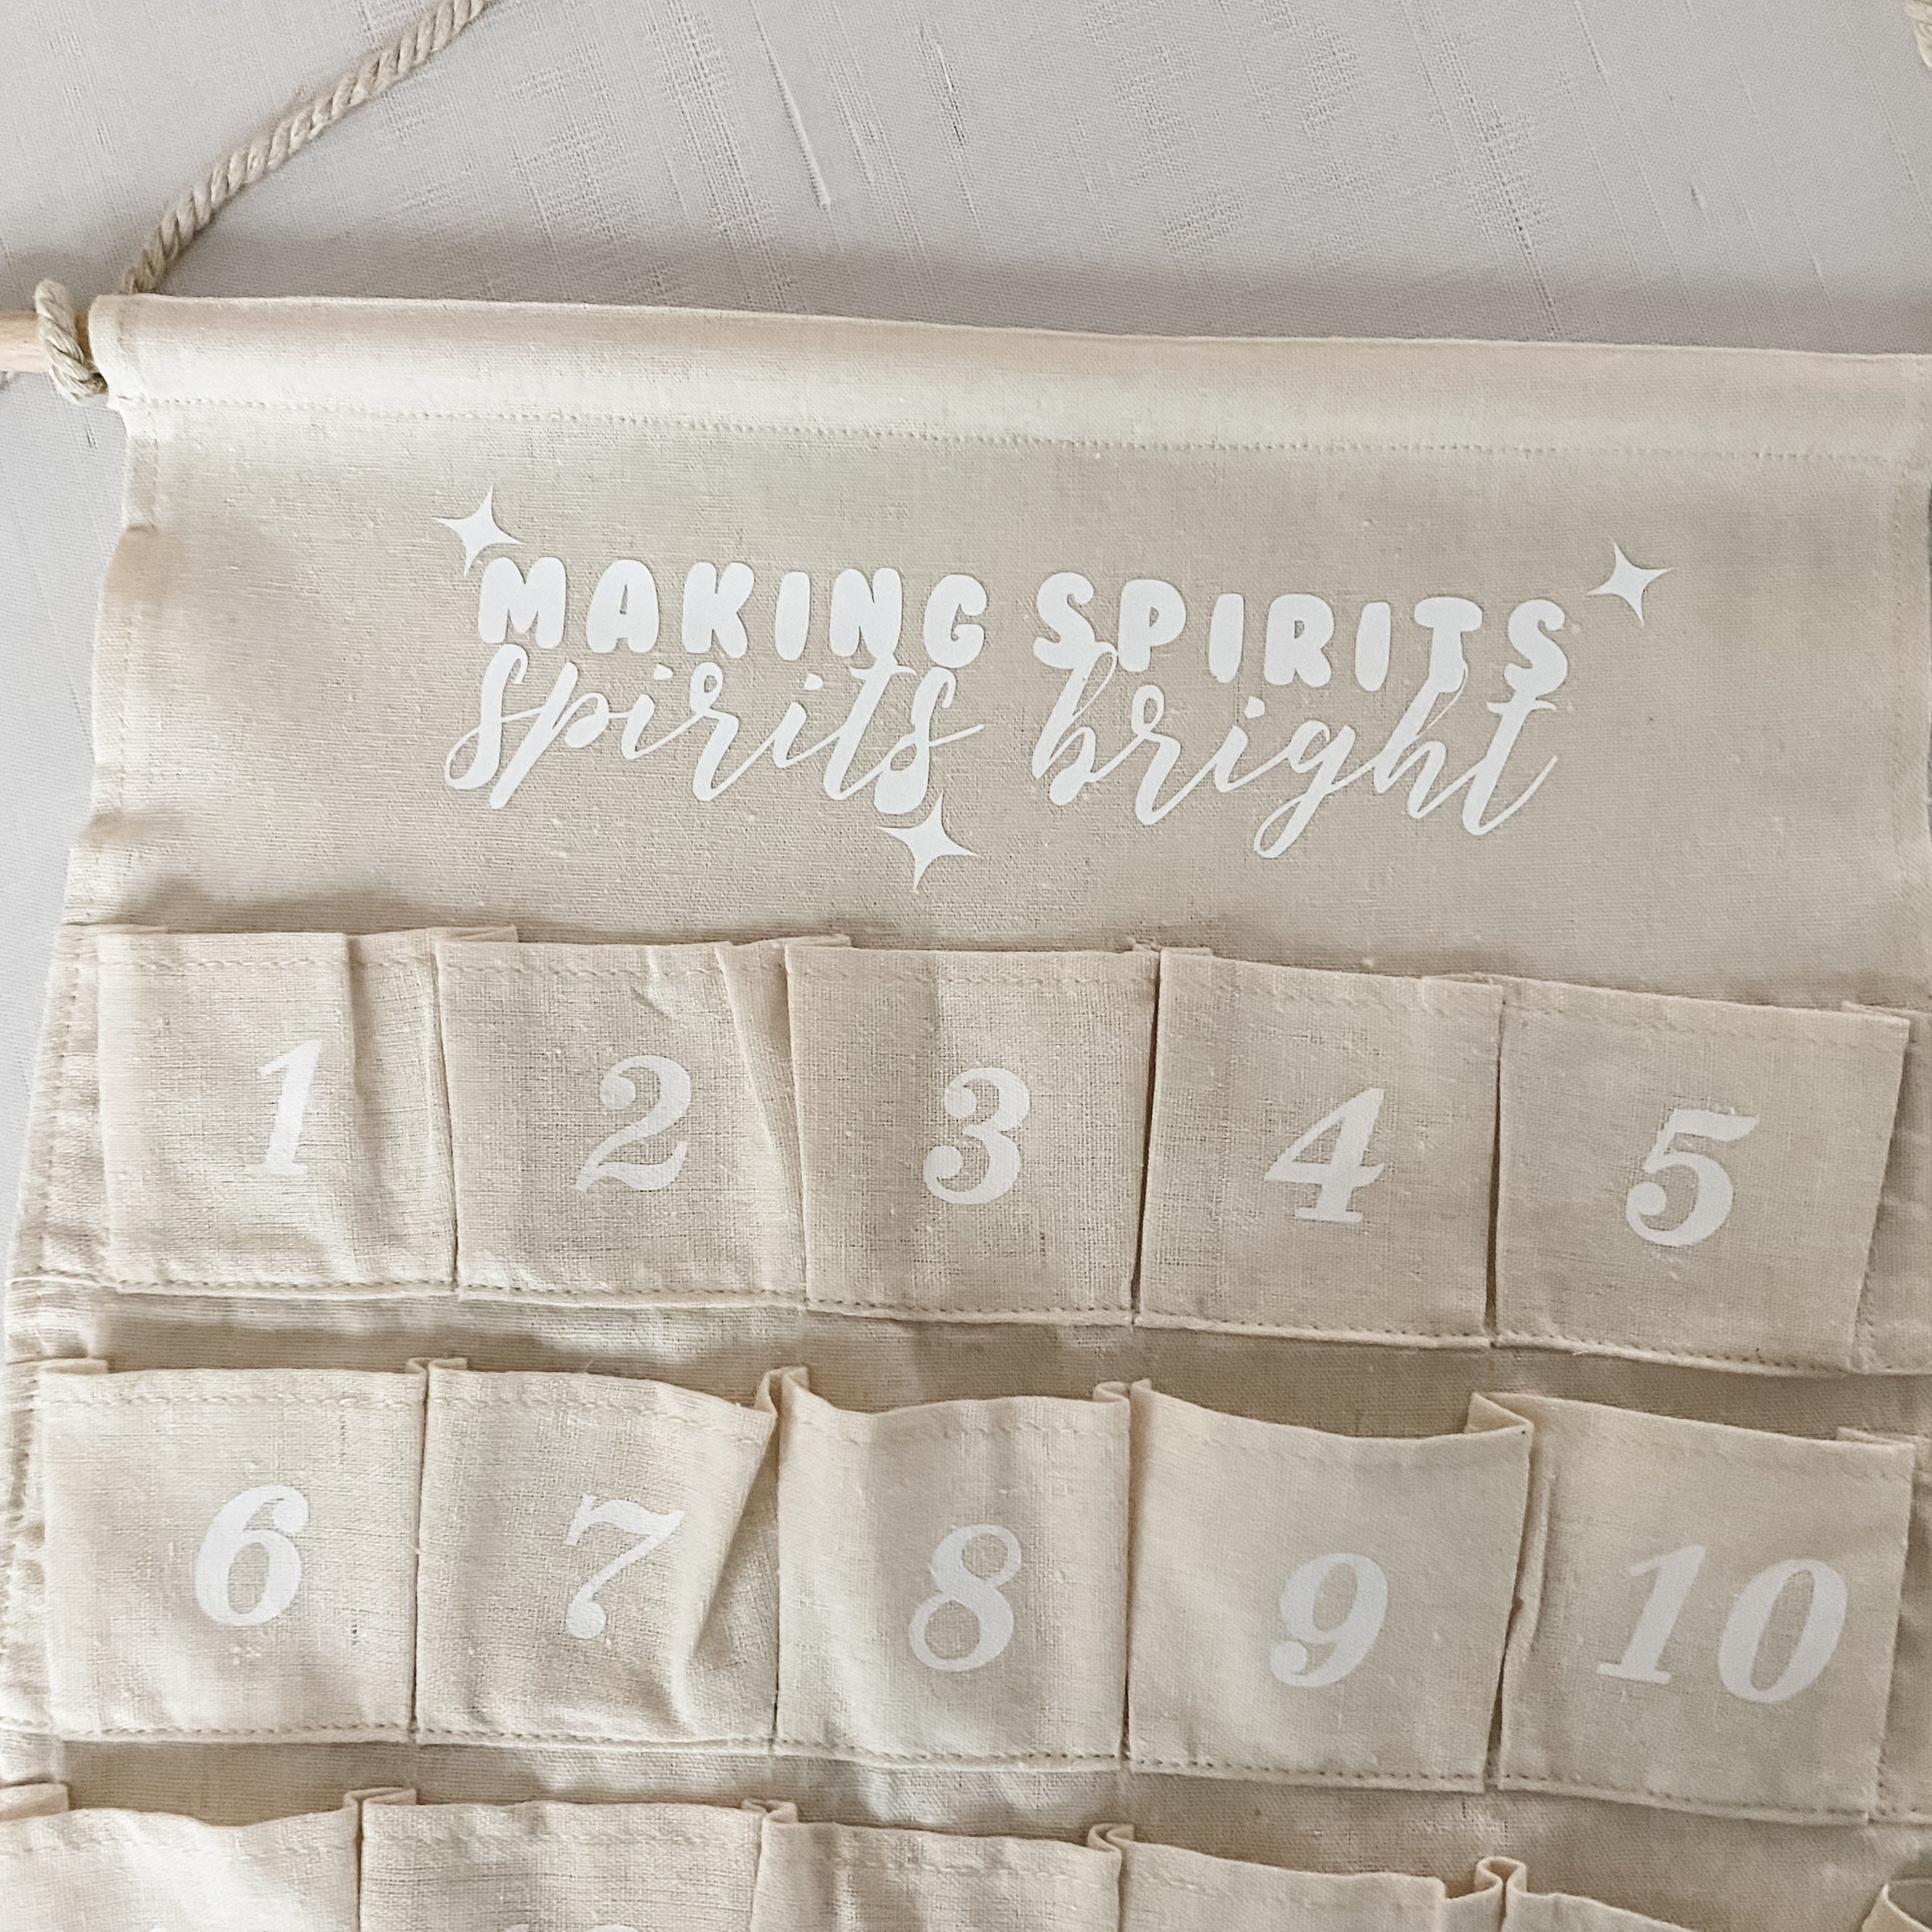 MAKING SPIRITS
spirits bright
1 2 3 4 5
6 7 8 9 10